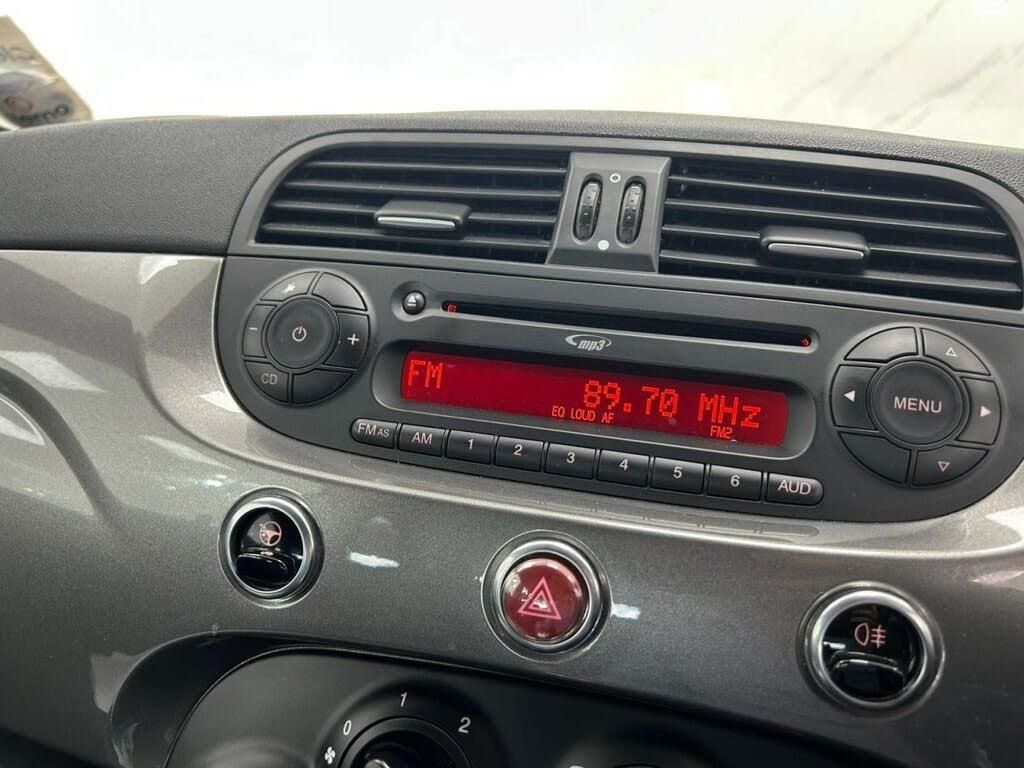 mp3
FM 89.70 MHz
EQ LOUD AF FM2
CD
MENU
FM AS AM 1 2 3 4 5 6 AUD
0 1 2